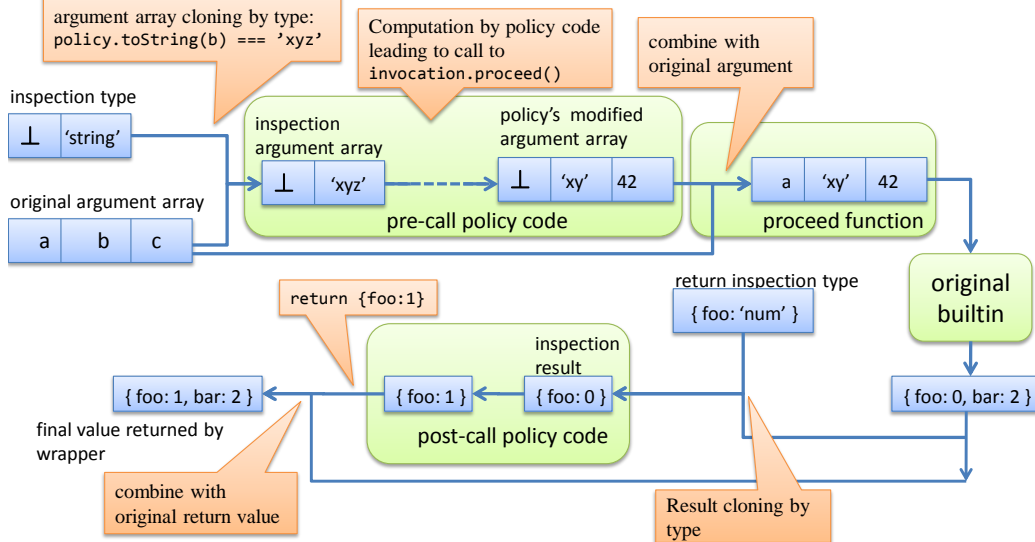 argument array cloning by type:
policy.toString(b) === ’xyz’
Computation by policy code
leading to call to
invocation.proceed()
combine with
original argument
inspection type
⊥ ‘string’
inspection
argument array
⊥ ‘xyz’
policy’s modified
argument array
⊥ ‘xy’ 42
a ‘xy’ 42
original argument array
a b c
pre-call policy code
proceed function
original
builtin
return {foo:1}
return inspection type
{ foo: ‘num’ }
inspection
result
{ foo: 1, bar: 2 }
{ foo: 1 }
{ foo: 0 }
{ foo: 0, bar: 2 }
final value returned by
wrapper
post-call policy code
combine with
original return value
Result cloning by
type